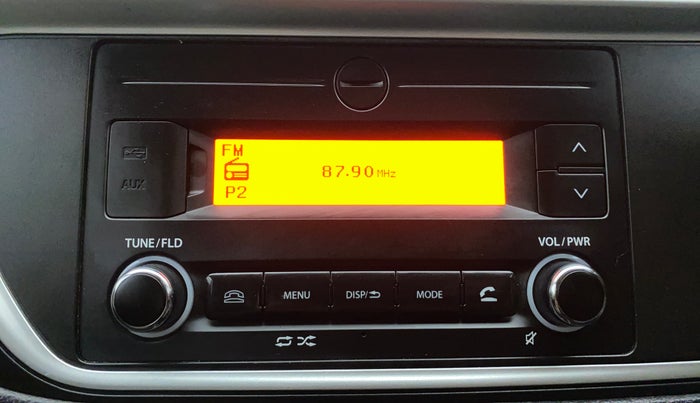 FM
87.90 MHz
P2
AUX
TUNE/FLD
VOL/PWR
MENU
DISP/
MODE